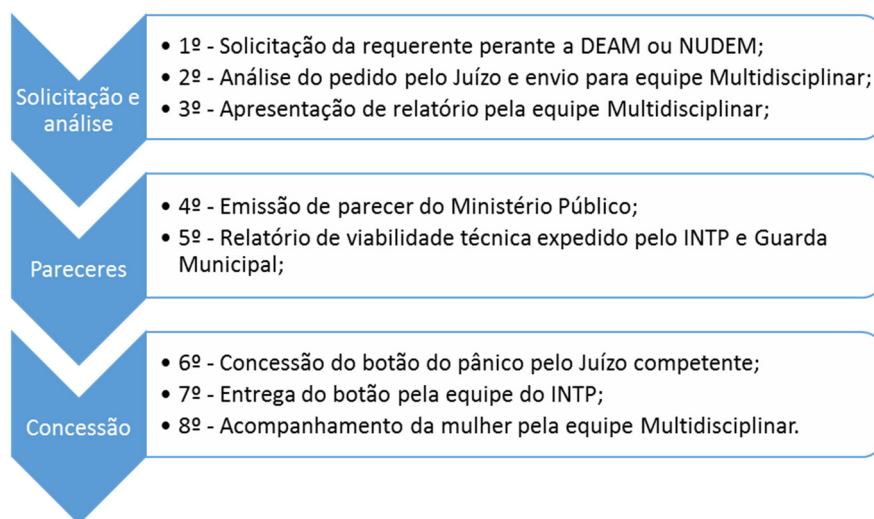 Solicitação e
análise
• 1º - Solicitação da requerente perante a DEAM ou NUDEM;
• 2º - Análise do pedido pelo Juízo e envio para equipe Multidisciplinar;
• 3º - Apresentação de relatório pela equipe Multidisciplinar;
Pareceres
• 4º - Emissão de parecer do Ministério Público;
• 5º - Relatório de viabilidade técnica expedido pelo INTP e Guarda
Municipal;
Concessão
• 6º - Concessão do botão do pânico pelo Juízo competente;
• 7º - Entrega do botão pela equipe do INTP;
• 8º - Acompanhamento da mulher pela equipe Multidisciplinar.